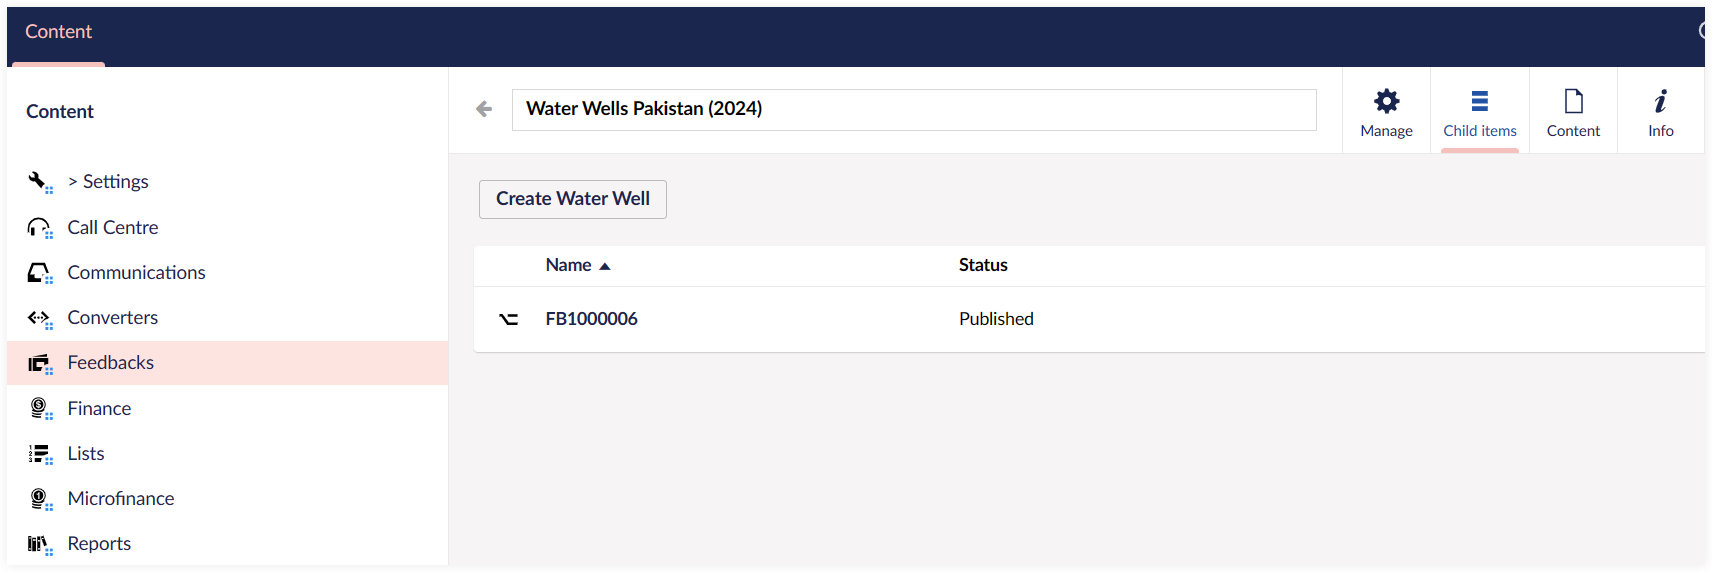 Content
Content
> Settings
Call Centre
Communications
Converters
Feedbacks
Finance
Lists
Microfinance
Reports
Water Wells Pakistan (2024)
Manage
Child items
Content
Info
Create Water Well
Name Status
FB1000006 Published